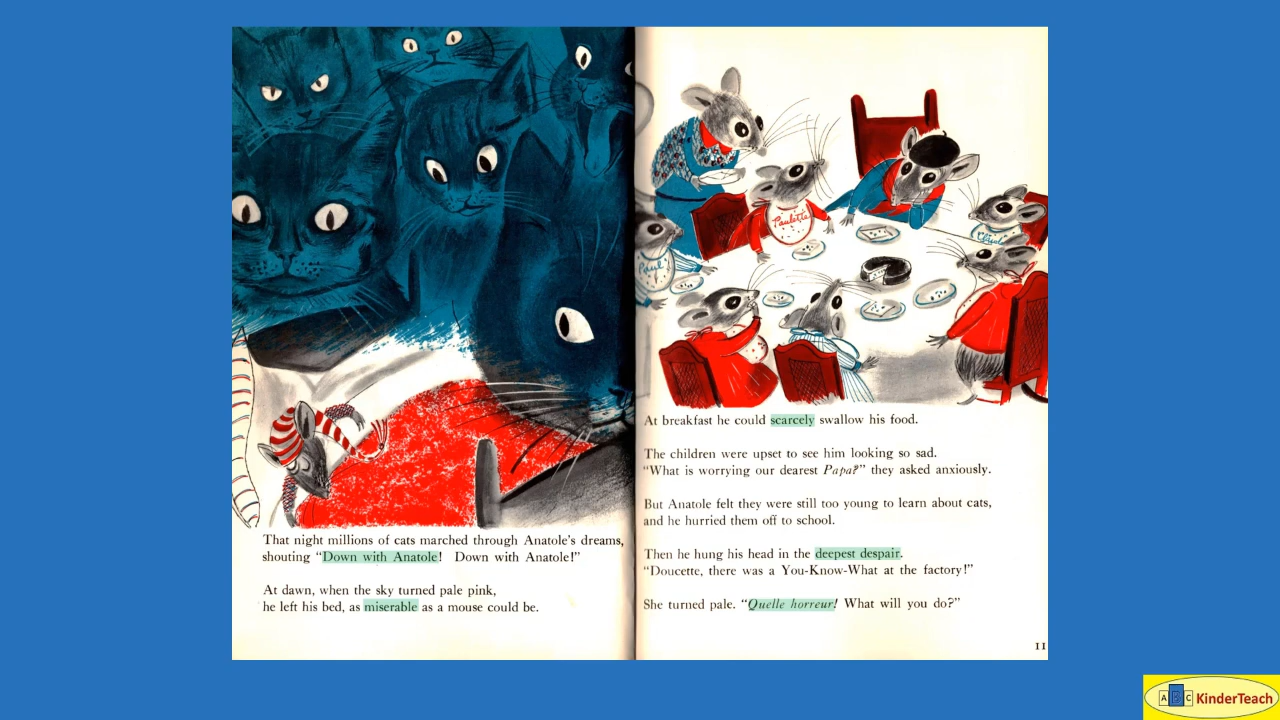 Paulette
Paul
That night millions of cats marched through Anatole's dreams,
shouting “Down with Anatole! Down with Anatole!”
At dawn, when the sky turned pale pink,
he left his bed, as miserable as a mouse could be.
At breakfast he could scarcely swallow his food.
The children were upset to see him looking so sad.
“What is worrying our dearest Papa?” they asked anxiously.
But Anatole felt they were still too young to learn about cats,
and he hurried them off to school.
Then he hung his head in the deepest despair.
“Doucette, there was a You-Know-What at the factory!”
She turned pale. “Quelle horreur! What will you do?”
11
ABC KinderTeach